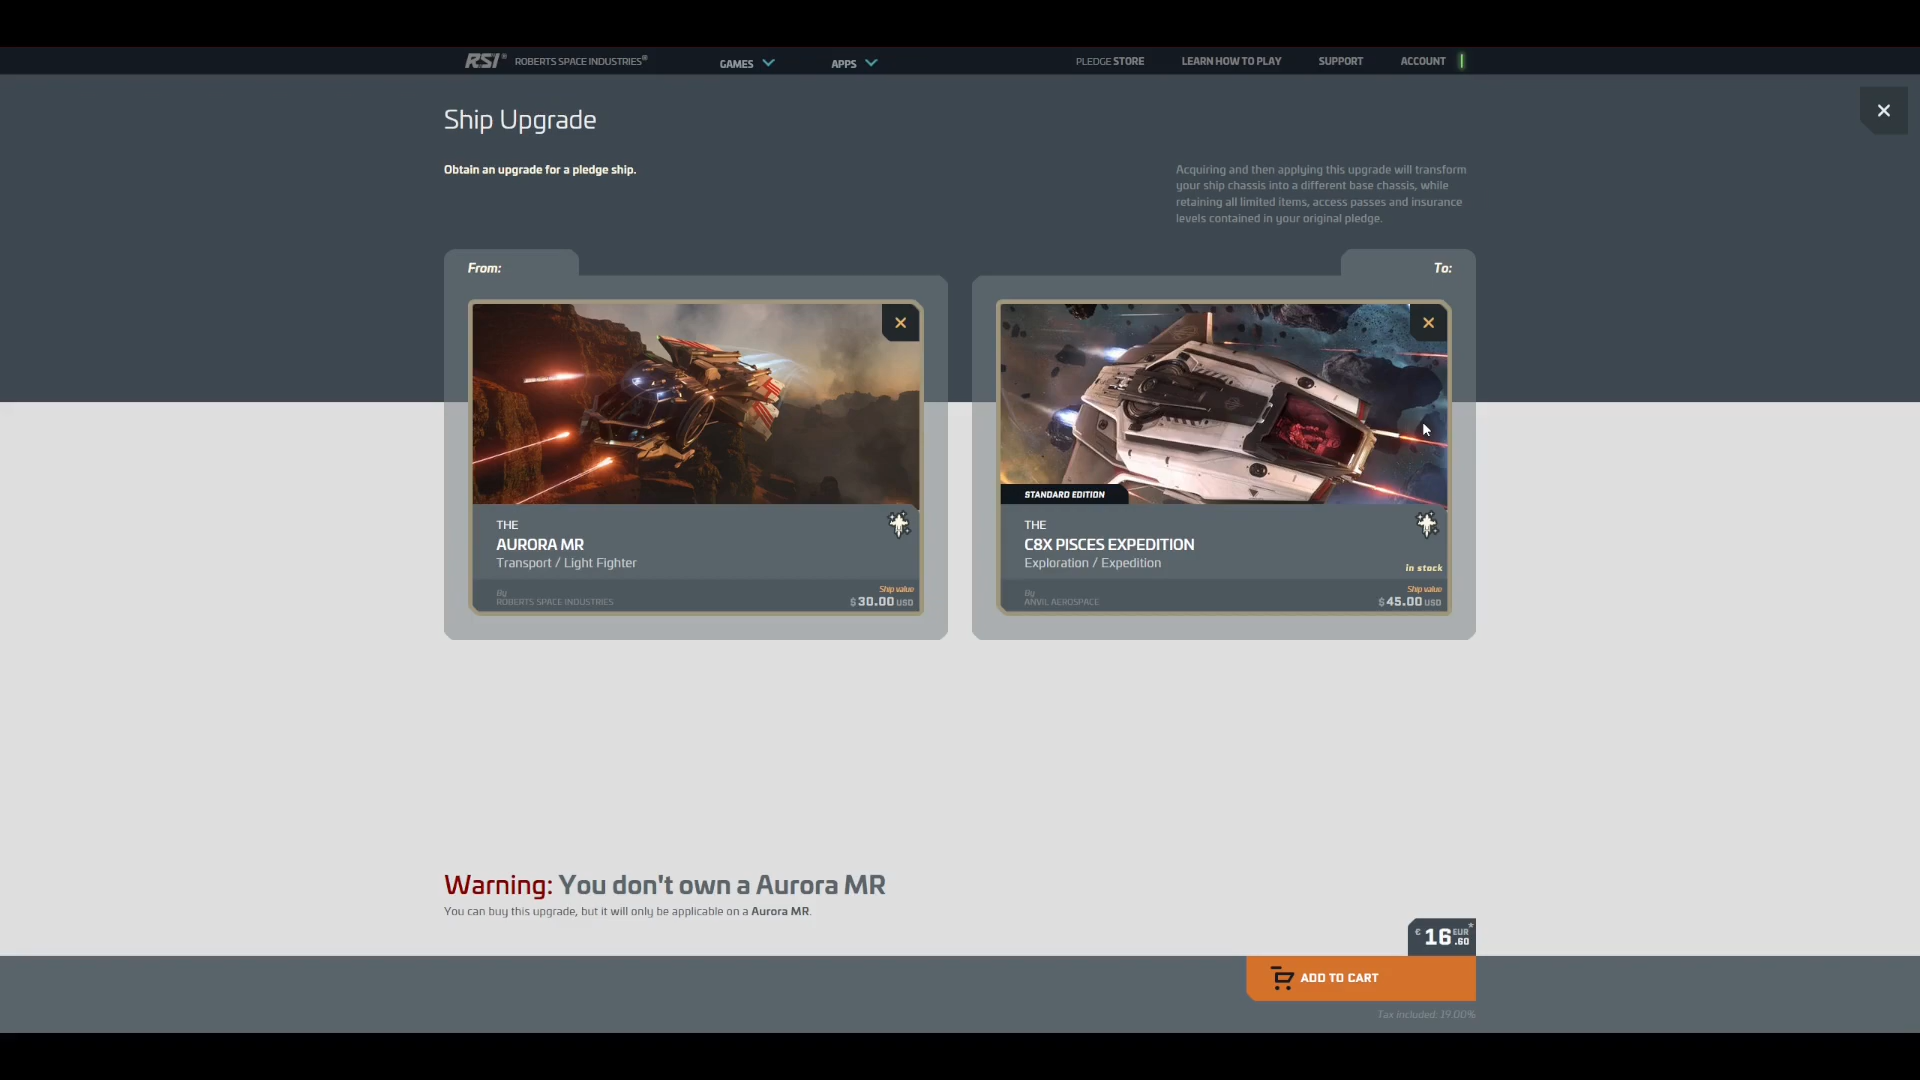 RSI® ROBERTS SPACE INDUSTRIES® GAMES APPS PLEDGE STORE LEARN HOW TO PLAY SUPPORT ACCOUNT
Ship Upgrade
Obtain an upgrade for a pledge ship.
Acquiring and then applying this upgrade will transform
your ship chassis into a different base chassis, while
retaining all limited items, access passes and insurance
levels contained in your original pledge.
From:
THE
AURORA MR
Transport / Light Fighter
By
ROBERTS SPACE INDUSTRIES
Ship value
$ 30.00 USD
To:
STANDARD EDITION
THE
C8X PISCES EXPEDITION
Exploration / Expedition
in stock
By
ANVIL AEROSPACE
Ship value
$ 45.00 USD
Warning: You don't own a Aurora MR
You can buy this upgrade, but it will only be applicable on a Aurora MR.
€ 16 .60 EUR *
ADD TO CART
Tax included: 19.00%